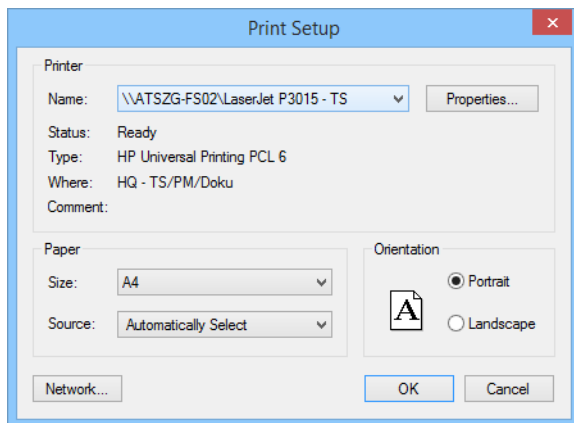 Print Setup
Printer
Name: \\ATSZG-FS02\LaserJet P3015 - TS Properties...
Status: Ready
Type: HP Universal Printing PCL 6
Where: HQ - TS/PM/Doku
Comment:
Paper
Size: A4
Source: Automatically Select
Orientation
A
Portrait
Landscape
Network... OK Cancel